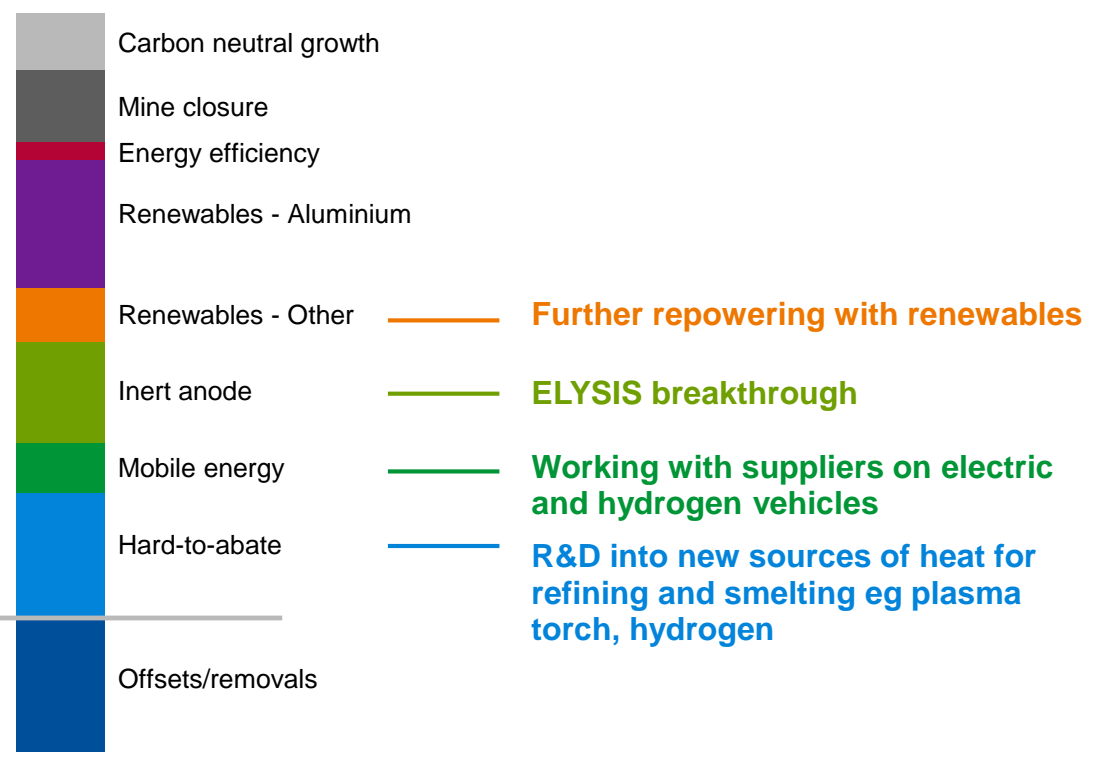 Carbon neutral growth
Mine closure
Energy efficiency
Renewables - Aluminium
Renewables - Other
Further repowering with renewables
Inert anode
ELYSIS breakthrough
Mobile energy
Working with suppliers on electric
and hydrogen vehicles
Hard-to-abate
R&D into new sources of heat for
refining and smelting eg plasma
torch, hydrogen
Offsets/removals